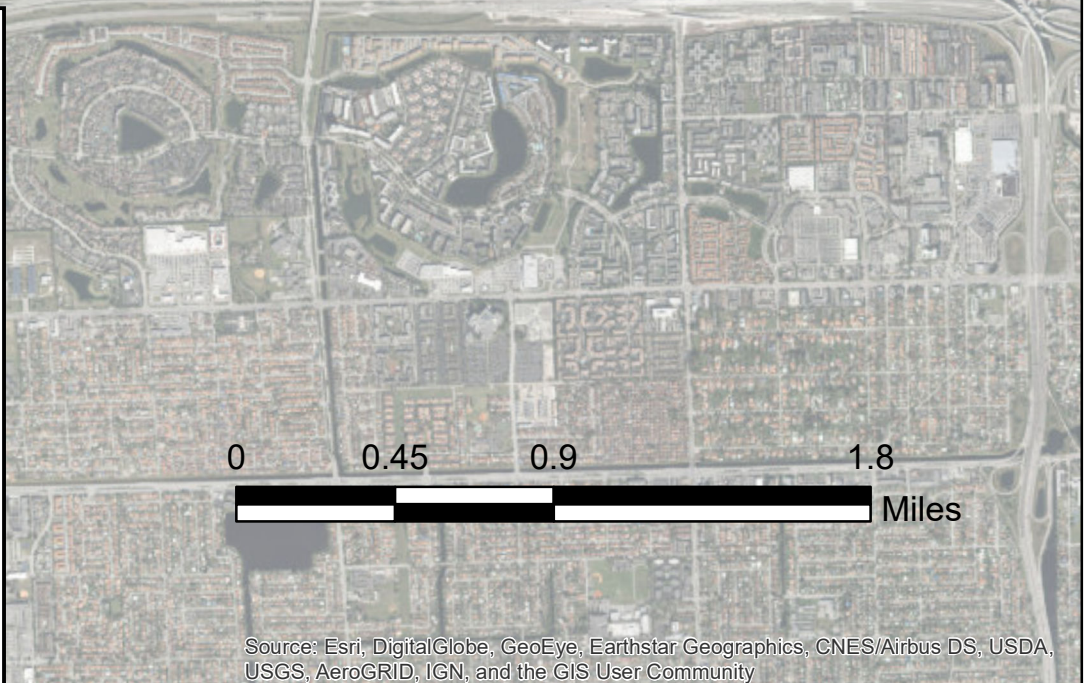 0 0.45 0.9 1.8
Miles
Source: Esri, DigitalGlobe, GeoEye, Earthstar Geographics, CNES/Airbus DS, USDA,
USGS, AeroGRID, IGN, and the GIS User Community